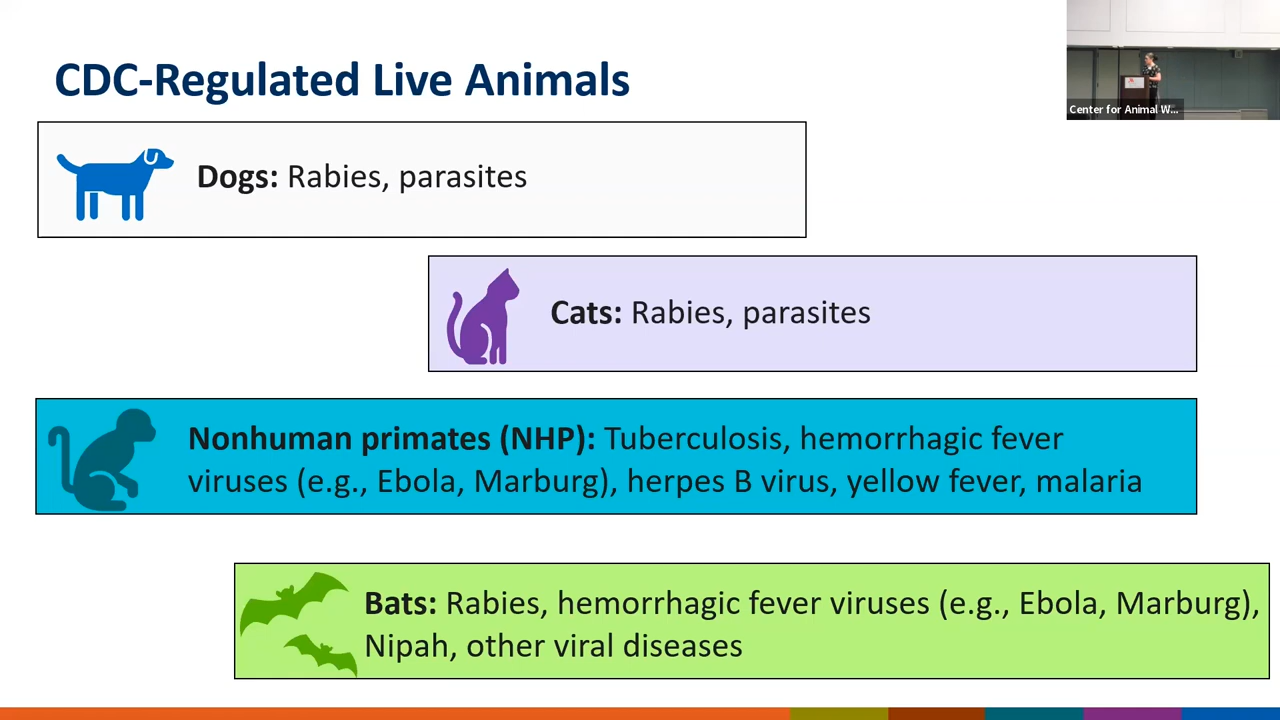 CDC-Regulated Live Animals
Center for Animal W...
Dogs: Rabies, parasites
Cats: Rabies, parasites
Nonhuman primates (NHP): Tuberculosis, hemorrhagic fever
viruses (e.g., Ebola, Marburg), herpes B virus, yellow fever, malaria
Bats: Rabies, hemorrhagic fever viruses (e.g., Ebola, Marburg),
Nipah, other viral diseases